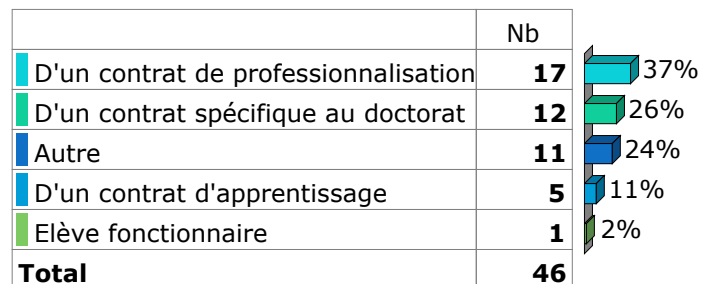 Nb
D'un contrat de professionnalisation 17 37%
D'un contrat spécifique au doctorat 12 26%
Autre 11 24%
D'un contrat d'apprentissage 5 11%
Elève fonctionnaire 1 2%
Total 46